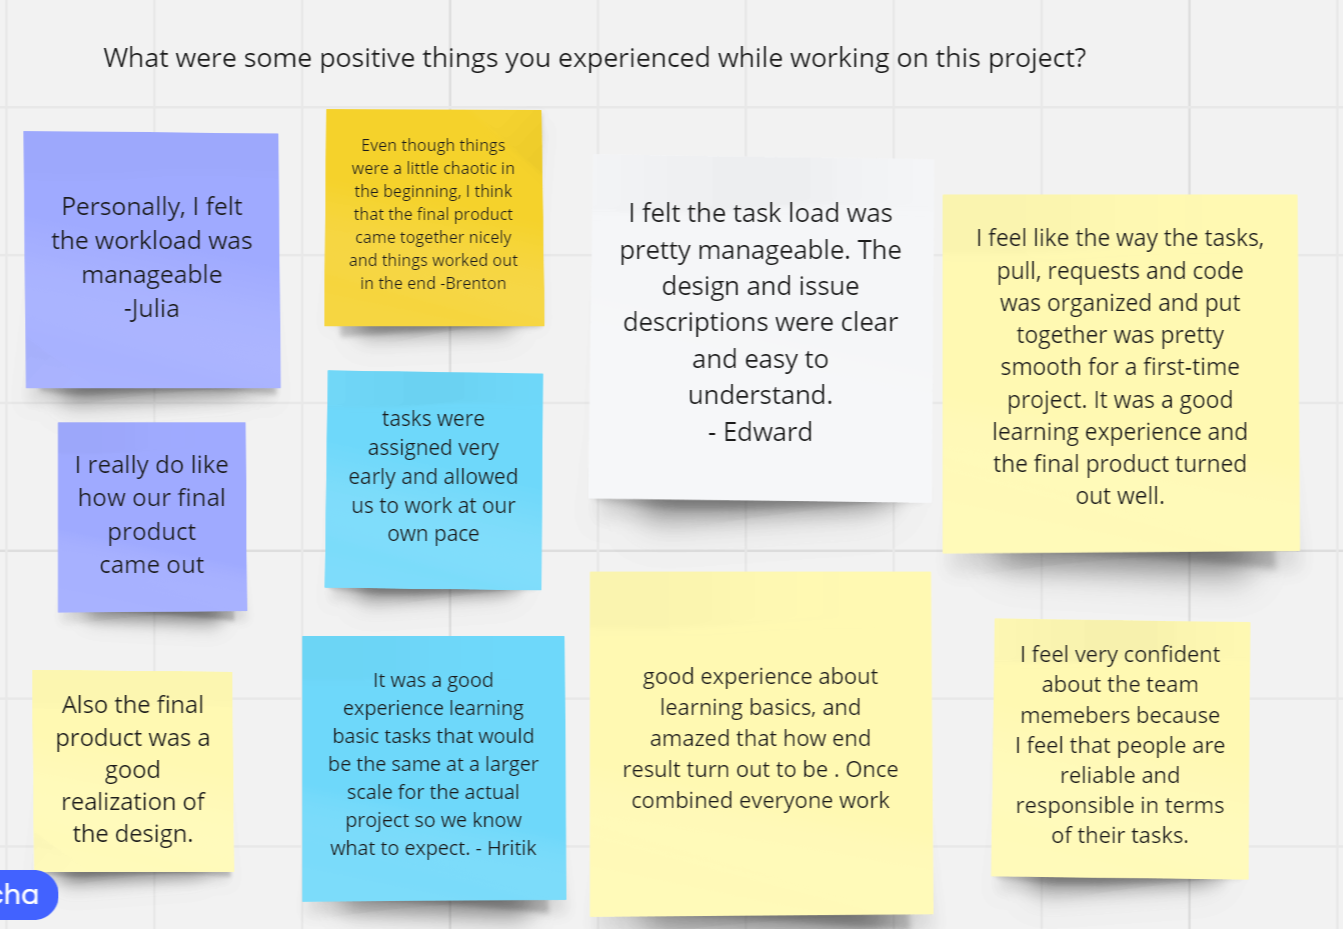 What were some positive things you experienced while working on this project?
Personally, I felt
the workload was
manageable
-Julia
Even though things
were a little chaotic in
the beginning, I think
that the final product
came together nicely
and things worked out
in the end -Brenton
I felt the task load was
pretty manageable. The
design and issue
descriptions were clear
and easy to
understand.
- Edward
I feel like the way the tasks,
pull, requests and code
was organized and put
together was pretty
smooth for a first-time
project. It was a good
learning experience and
the final product turned
out well.
I really do like
how our final
product
came out
tasks were
assigned very
early and allowed
us to work at our
own pace
Also the final
product was a
good
realization of
the design.
It was a good
experience learning
basic tasks that would
be the same at a larger
scale for the actual
project so we know
what to expect. - Hritik
good experience about
learning basics, and
amazed that how end
result turn out to be . Once
combined everyone work
I feel very confident
about the team
memebers because
I feel that people are
reliable and
responsible in terms
of their tasks.
cha